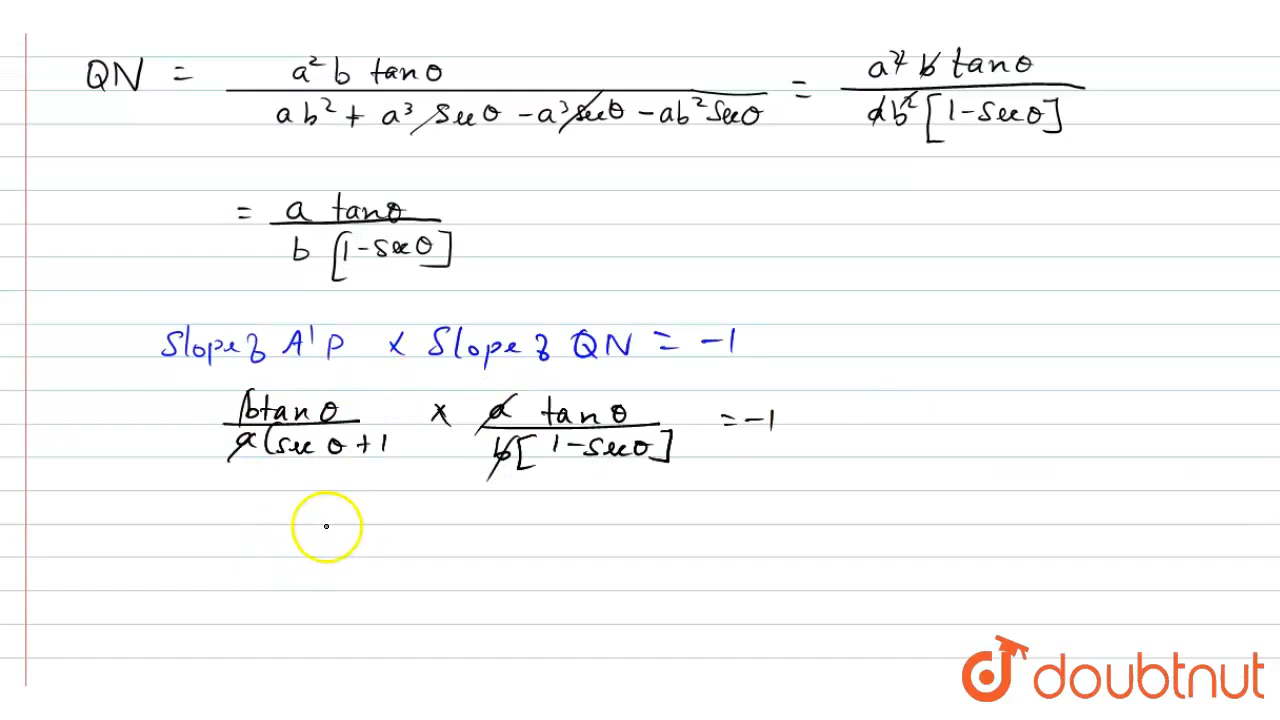 QN = a² b tanθ / ab² + a³ secθ - a³ secθ - ab² secθ = a² b tanθ / ab² [1 - secθ]
= a tanθ / b [1 - secθ]
Slope of A'P × Slope of QN = -1
b tanθ / a(secθ + 1 × a tanθ / b[1 - secθ] = -1
doubtnut